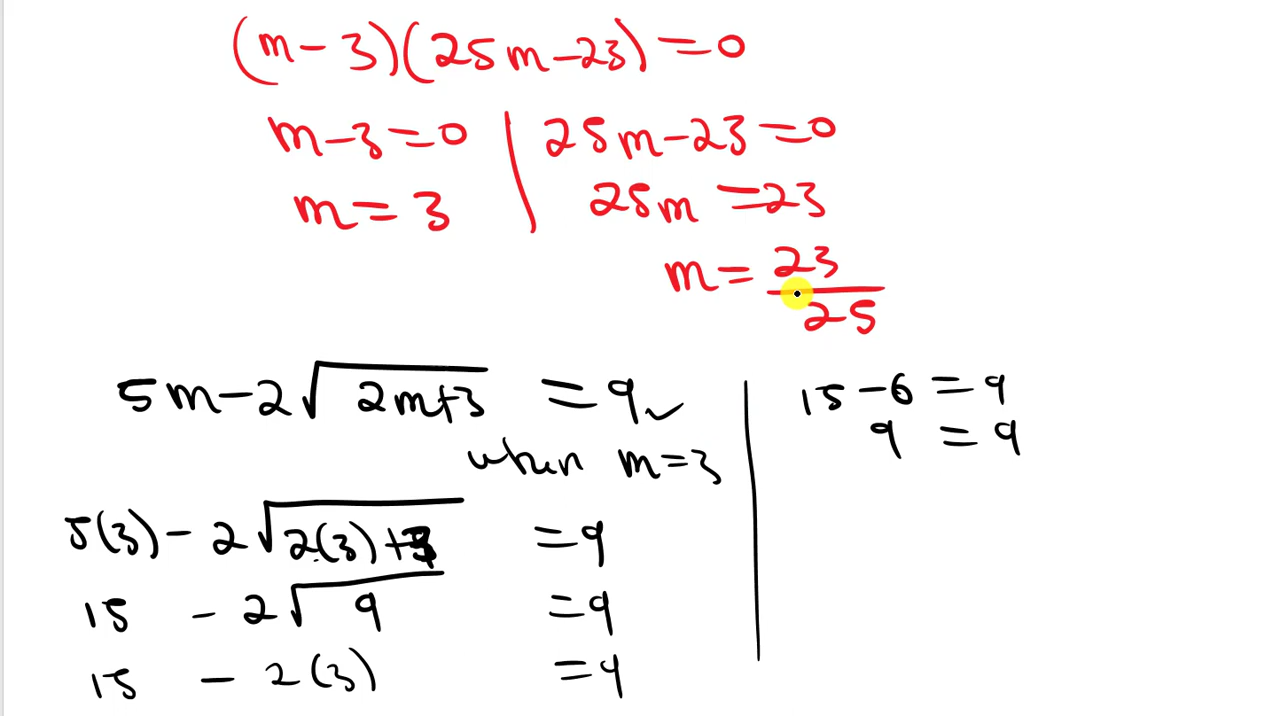 (m-3)(25m-23)=0
m-3=0 | 25m-23=0
m=3 25m=23
m=23/25
5m-2√(2m+3) =9✓
when m=3
5(3)-2√(2(3)+3) =9
15 -2√9 =9
15 - 2(3) =9
15-6=9
9=9